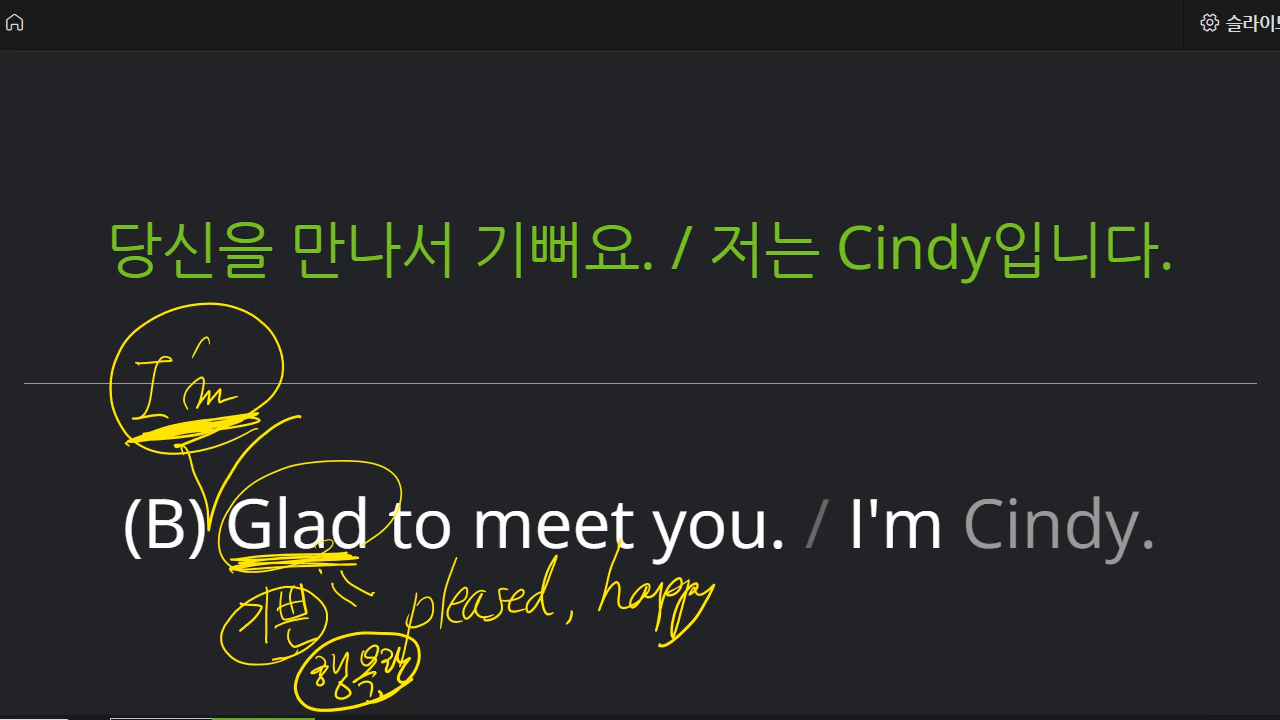 슬라이드
당신을 만나서 기뻐요. / 저는 Cindy입니다.
I'm
(B) Glad to meet you. / I'm Cindy.
기쁜 pleased, happy
행복한